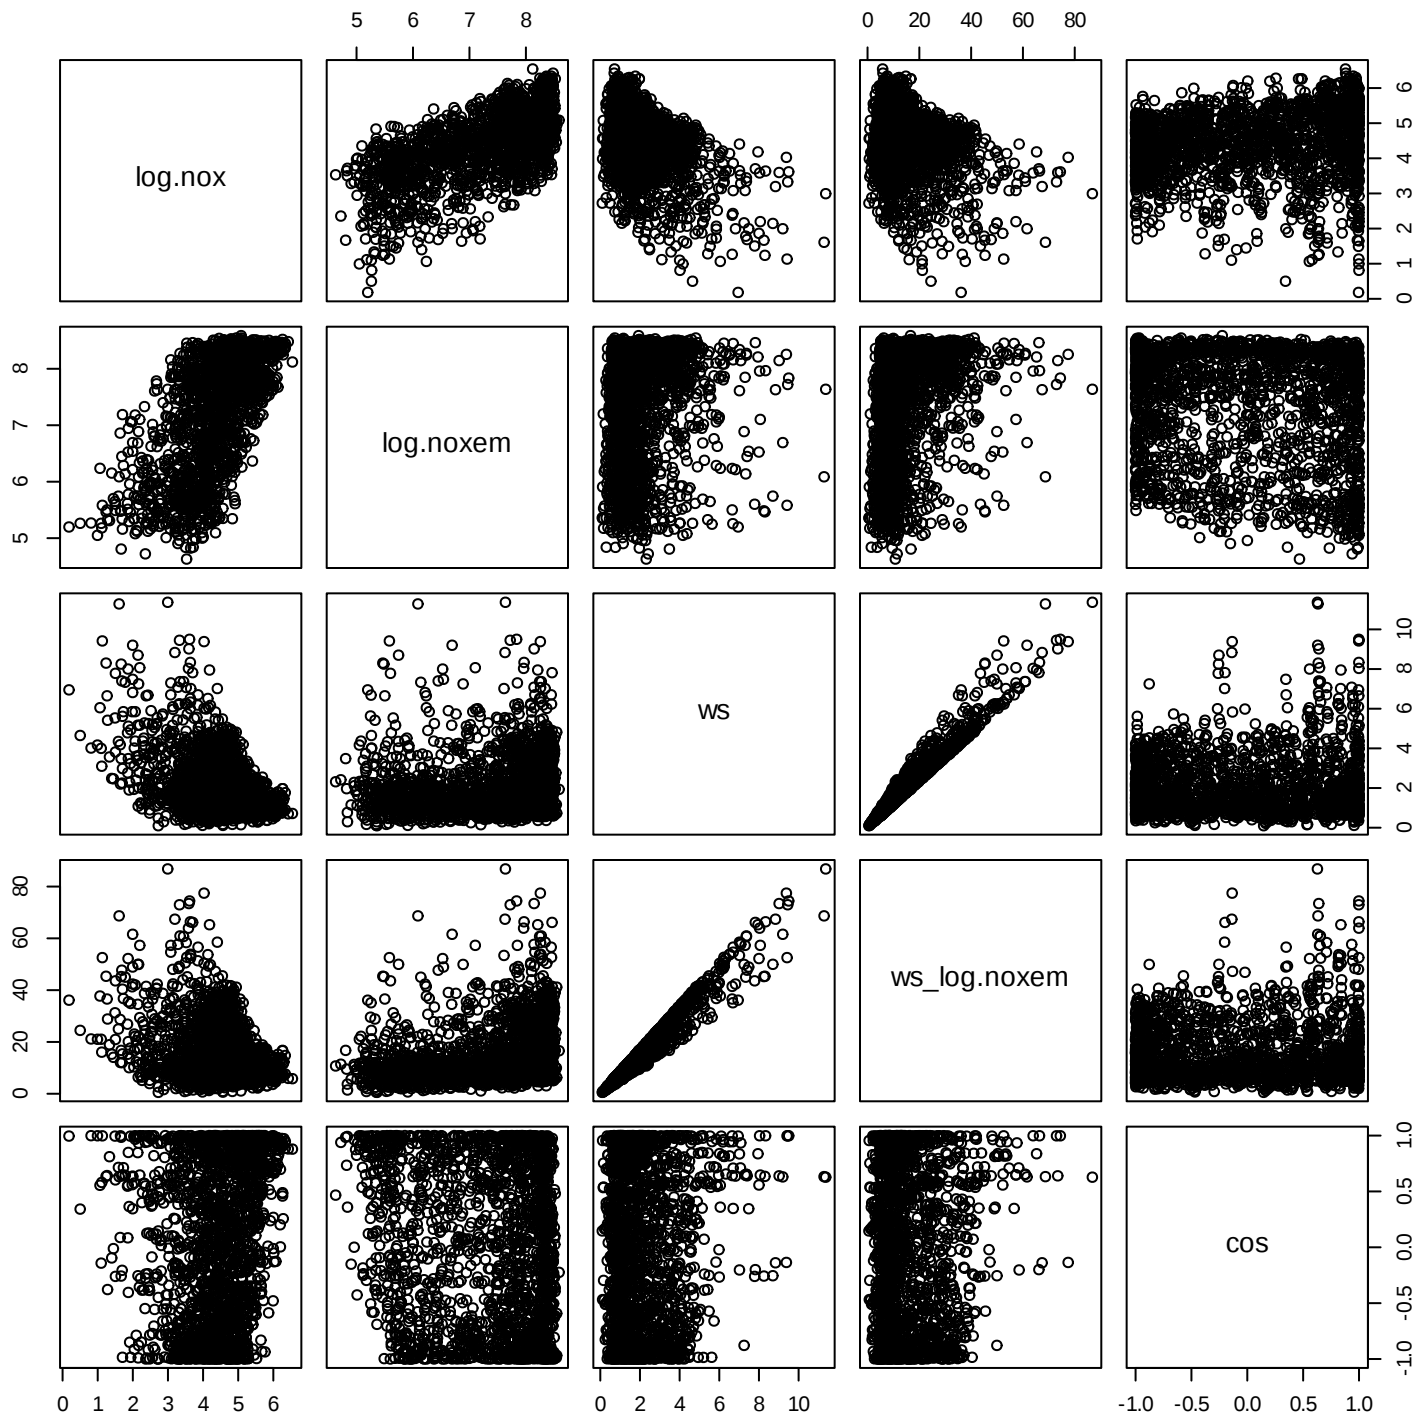 5 6 7 8 0 20 40 60 80
log.nox 0 1 2 3 4 5 6
5 6 7 8 log.noxem
ws 0 2 4 6 8 10
0 20 40 60 80 ws_log.noxem
cos -1.0 -0.5 0.0 0.5 1.0
0 1 2 3 4 5 6 0 2 4 6 8 10 -1.0 -0.5 0.0 0.5 1.0